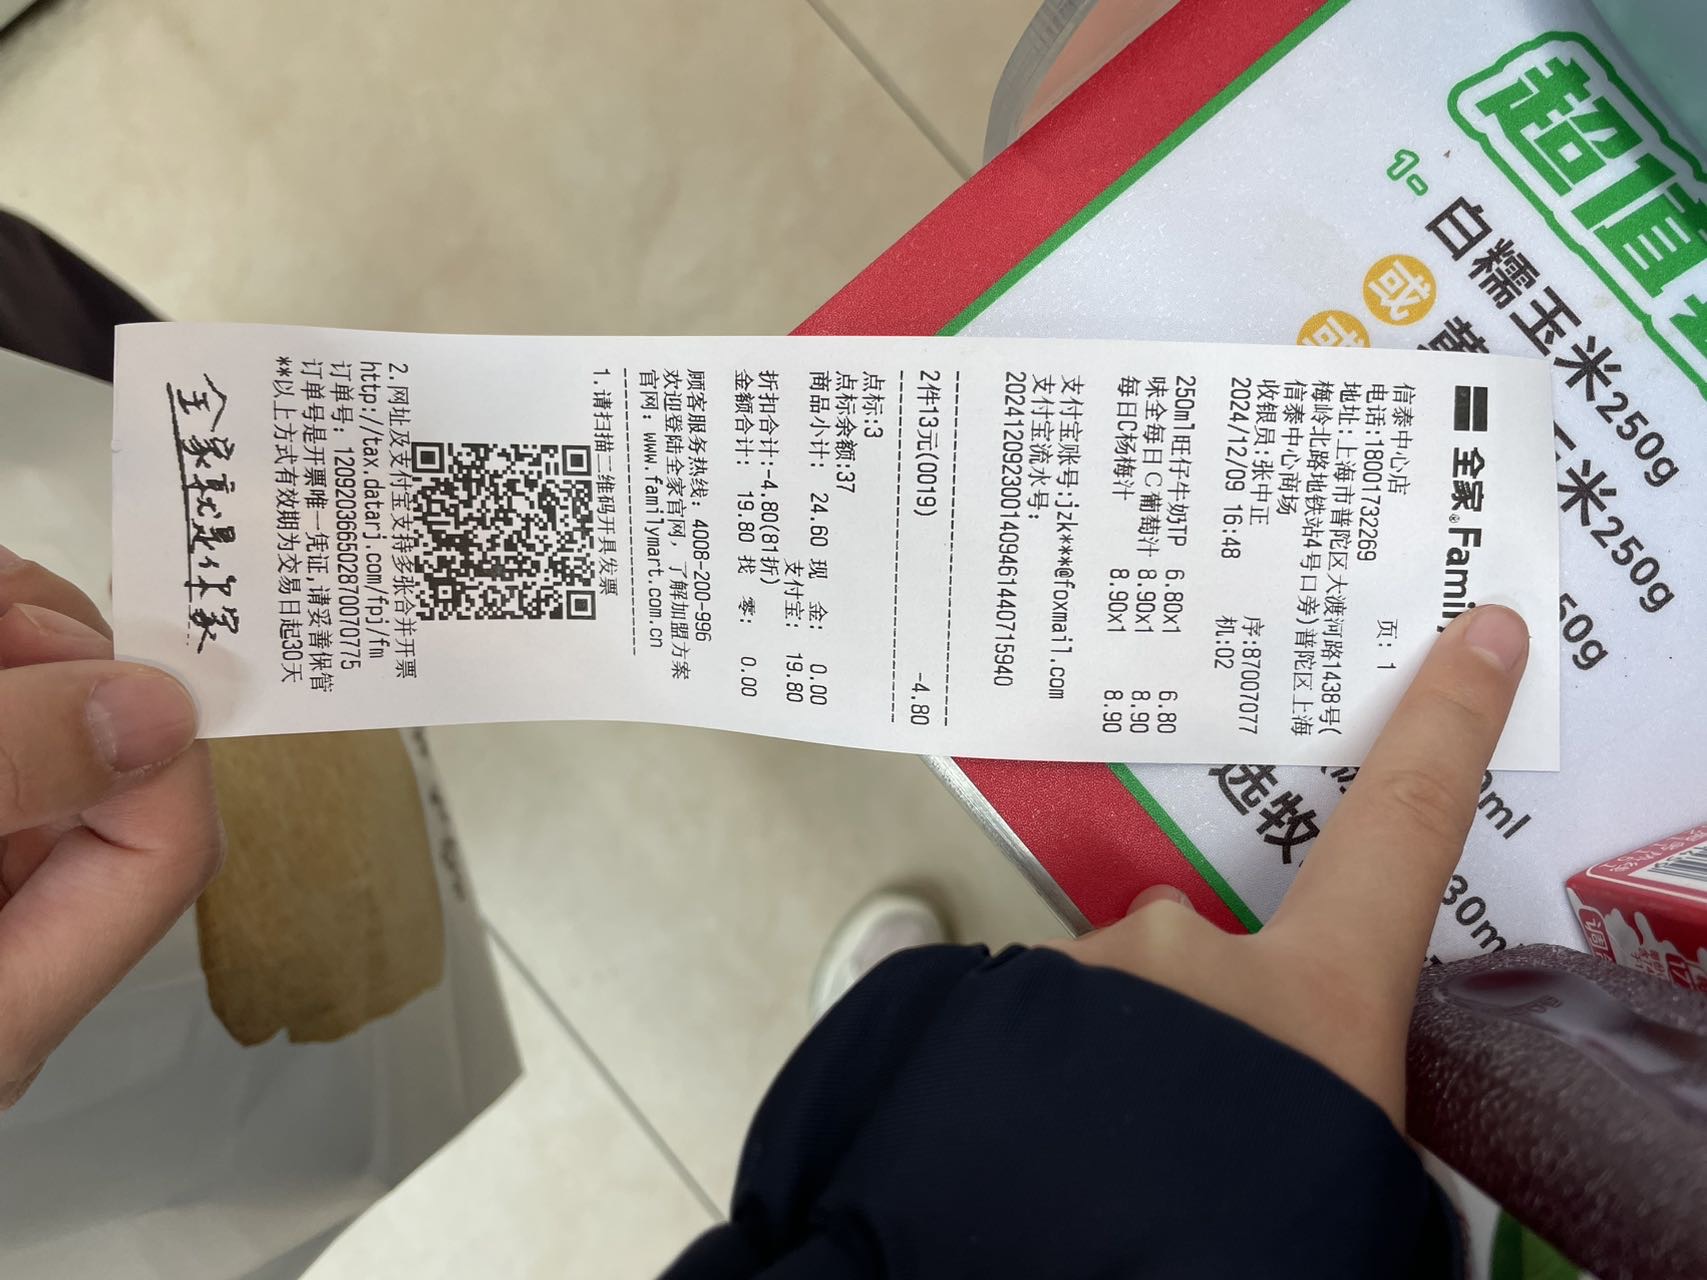 全家 Fami
信泰中心店 页: 1
电话:18001732269
地址:上海市普陀区大渡河路1438号(
梅岭北路地铁站4号口旁)普陀区上海
信泰中心商场
收银员:张中正 序:87007077
2024/12/09 16:48 机:02
250ml旺仔牛奶TP 6.80x1 6.80
味全每日C葡萄汁 8.90x1 8.90
每日C杨梅汁 8.90x1 8.90
支付宝账号:jzk***@foxmail.com
支付宝流水号:
2024120923001409461440715940
2件13元(0019) -4.80
点标:3
点标余额:37
商品小计: 24.60 现 金: 0.00
支付宝: 19.80
折扣合计:-4.80(81折)
金额合计: 19.80 找 零: 0.00
顾客服务热线: 4008-200-996
欢迎登陆全家官网,了解加盟方案
官网: www.familymart.com.cn
1.请扫描二维码开具发票
2.网址及支付宝支持多张合并开票
http://tax.datarj.com/fpj/fm
订单号: 120920366502870070775
订单号是开票唯一凭证,请妥善保管
**以上方式有效期为交易日起30天
全家就是你家
超值
白糯玉米250g
或
或
黄
玉米250g
50g
0ml
选牧
30m